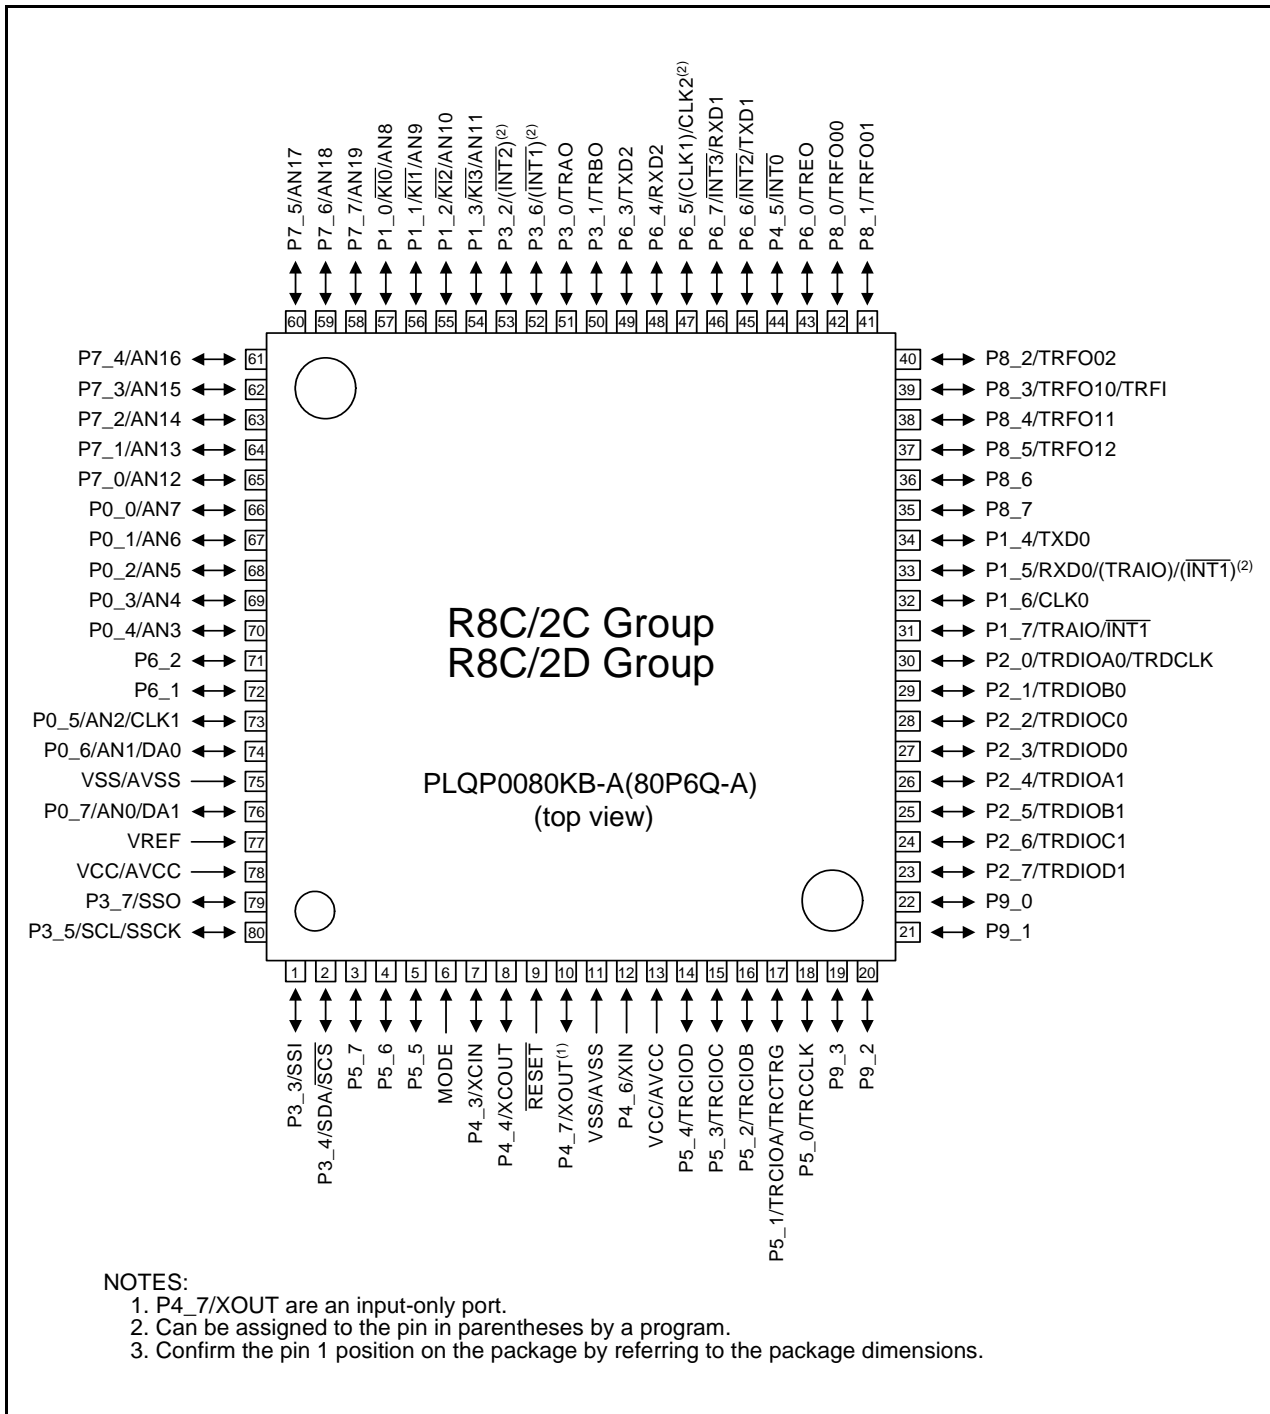 P7_5/AN17
P7_6/AN18
P7_7/AN19
P1_0/KI0/AN8
P1_1/KI1/AN9
P1_2/KI2/AN10
P1_3/KI3/AN11
P3_2/(INT2)(2)
P3_6/(INT1)(2)
P3_0/TRAO
P3_1/TRBO
P6_3/TXD2
P6_4/RXD2
P6_5/(CLK1)/CLK2(2)
P6_7/INT3/RXD1
P6_6/INT2/TXD1
P4_5/INT0
P6_0/TREO
P8_0/TRFO00
P8_1/TRFO01
60 59 58 57 56 55 54 53 52 51 50 49 48 47 46 45 44 43 42 41
P7_4/AN16 61
P7_3/AN15 62
P7_2/AN14 63
P7_1/AN13 64
P7_0/AN12 65
P0_0/AN7 66
P0_1/AN6 67
P0_2/AN5 68
P0_3/AN4 69
P0_4/AN3 70
P6_2 71
P6_1 72
P0_5/AN2/CLK1 73
P0_6/AN1/DA0 74
VSS/AVSS 75
P0_7/AN0/DA1 76
VREF 77
VCC/AVCC 78
P3_7/SSO 79
P3_5/SCL/SSCK 80
R8C/2C Group
R8C/2D Group
PLQP0080KB-A(80P6Q-A)
(top view)
40 P8_2/TRFO02
39 P8_3/TRFO10/TRFI
38 P8_4/TRFO11
37 P8_5/TRFO12
36 P8_6
35 P8_7
34 P1_4/TXD0
33 P1_5/RXD0/(TRAIO)/(INT1)(2)
32 P1_6/CLK0
31 P1_7/TRAIO/INT1
30 P2_0/TRDIOA0/TRDCLK
29 P2_1/TRDIOB0
28 P2_2/TRDIOC0
27 P2_3/TRDIOD0
26 P2_4/TRDIOA1
25 P2_5/TRDIOB1
24 P2_6/TRDIOC1
23 P2_7/TRDIOD1
22 P9_0
21 P9_1
1 2 3 4 5 6 7 8 9 10 11 12 13 14 15 16 17 18 19 20
P3_3/SSI
P3_4/SDA/SCS
P5_7
P5_6
P5_5
MODE
P4_3/XCIN
P4_4/XCOUT
RESET
P4_7/XOUT(1)
VSS/AVSS
P4_6/XIN
VCC/AVCC
P5_4/TRCIOD
P5_3/TRCIOC
P5_2/TRCIOB
P5_1/TRCIOA/TRCTRG
P5_0/TRCCLK
P9_3
P9_2
NOTES:
1. P4_7/XOUT are an input-only port.
2. Can be assigned to the pin in parentheses by a program.
3. Confirm the pin 1 position on the package by referring to the package dimensions.